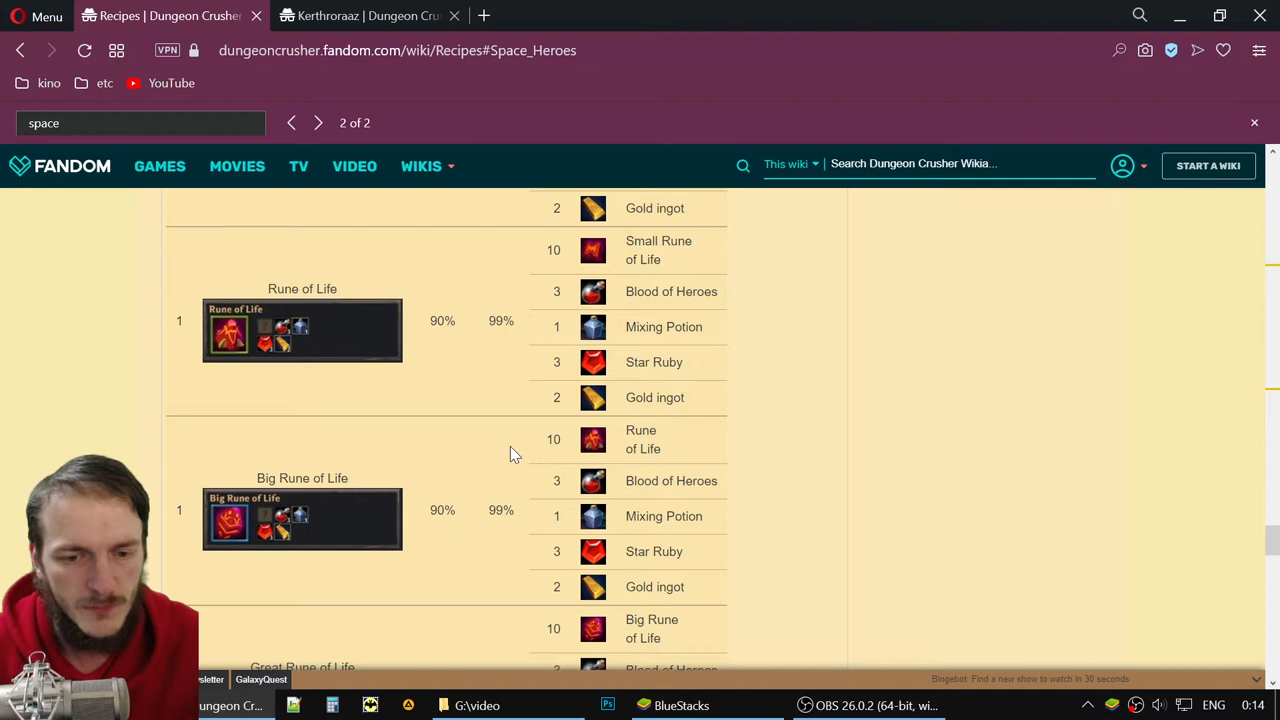 Menu
Recipes | Dungeon Crusher
Kerthroraaz | Dungeon Cru
VPN
dungeoncrusher.fandom.com/wiki/Recipes#Space_Heroes
kino
etc
YouTube
space
2 of 2
FANDOM
GAMES
MOVIES
TV
VIDEO
WIKIS
This wiki
Search Dungeon Crusher Wikia...
START A WIKI
2
Gold ingot
10
Small Rune
of Life
Rune of Life
3
Blood of Heroes
Rune of Life
1
90%
99%
1
Mixing Potion
3
Star Ruby
2
Gold ingot
10
Rune
of Life
Big Rune of Life
3
Blood of Heroes
Big Rune of Life
1
90%
99%
1
Mixing Potion
3
Star Ruby
2
Gold ingot
10
Big Rune
of Life
Great Rune of Life
Blood of Heroes
GalaxyQuest
Bingebot: Find a new show to watch in 30 seconds
G:\video
BlueStacks
OBS 26.0.2 (64-bit, wi...
ENG
0:14